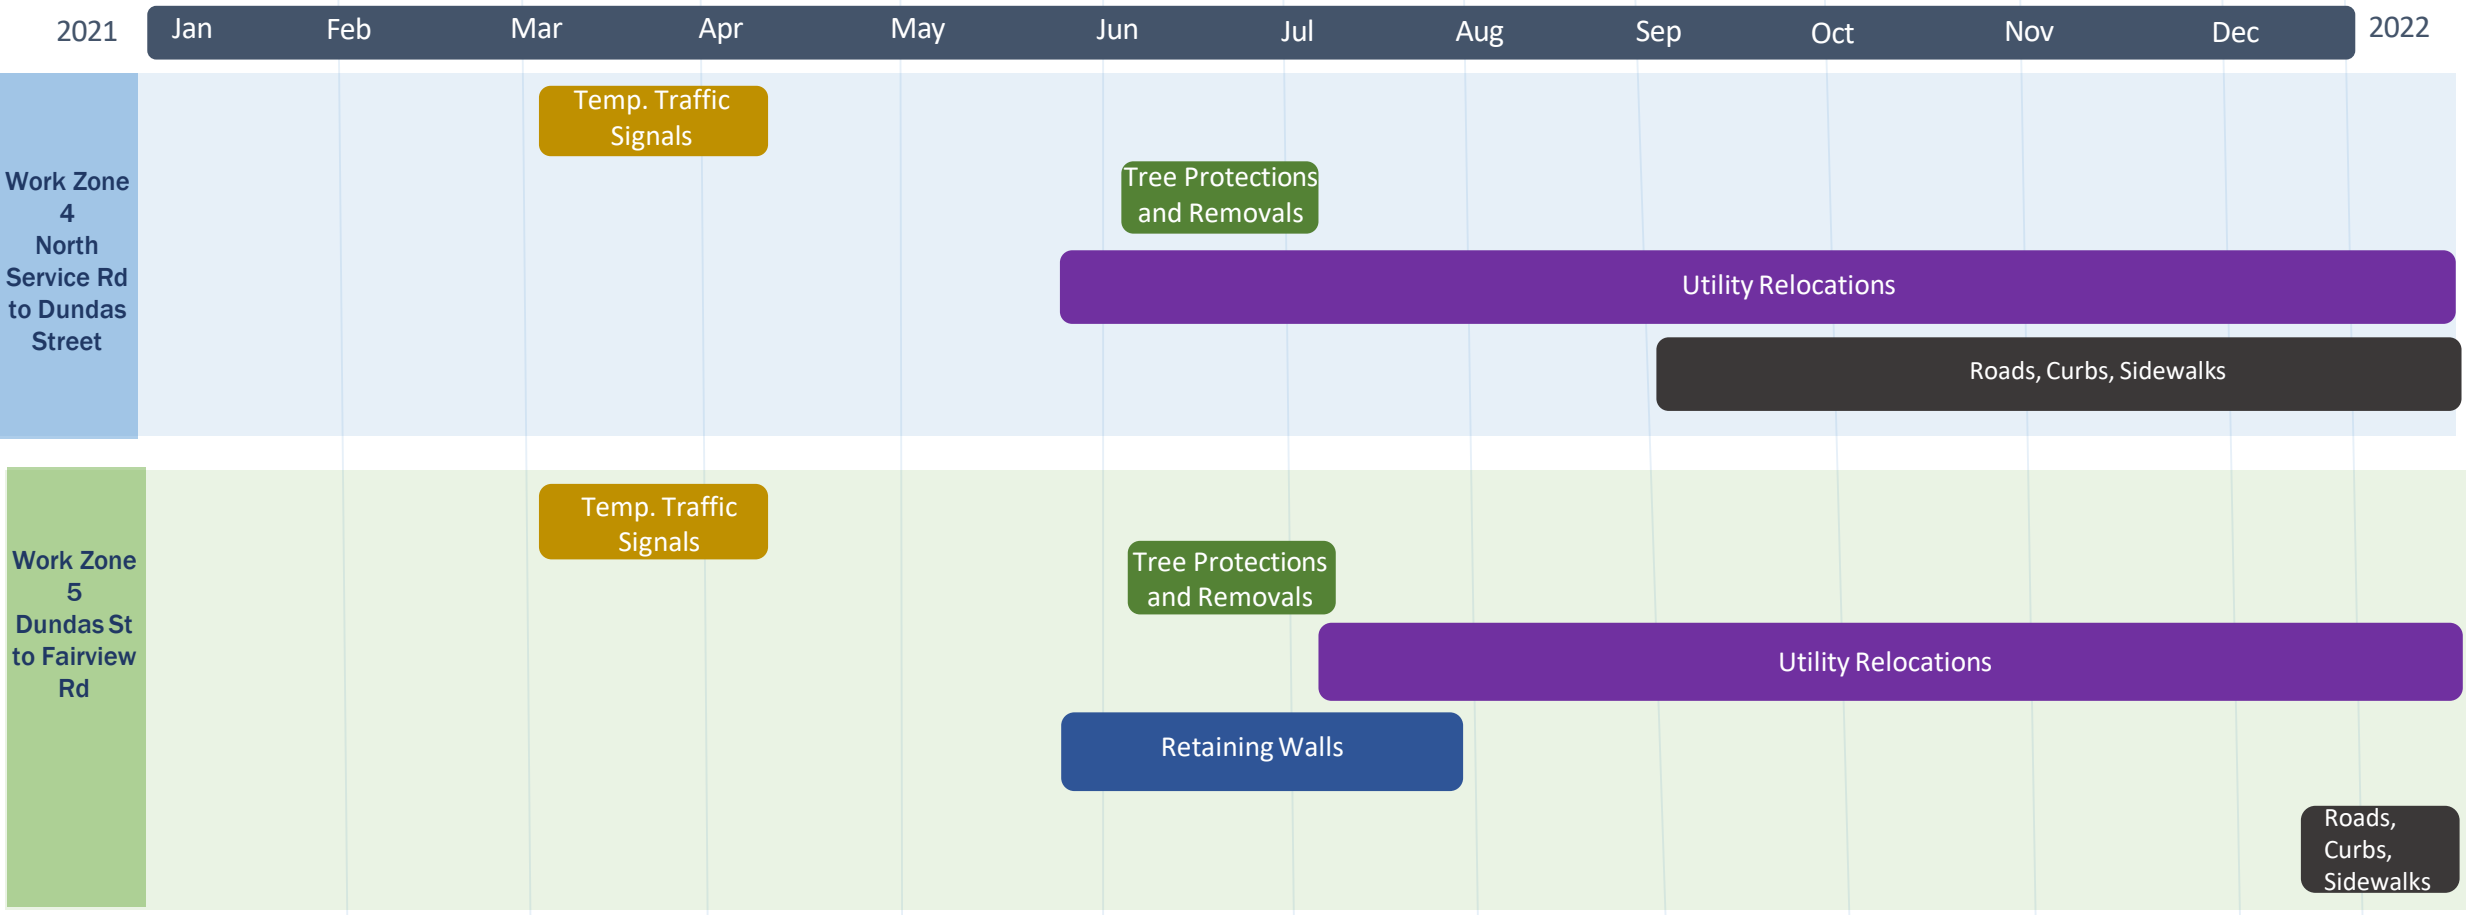 2021 Jan Feb Mar Apr May Jun Jul Aug Sep Oct Nov Dec 2022
Work Zone
4
North
Service Rd
to Dundas
Street
Temp. Traffic
Signals
Tree Protections
and Removals
Utility Relocations
Roads, Curbs, Sidewalks
Work Zone
5
Dundas St
to Fairview
Rd
Temp. Traffic
Signals
Tree Protections
and Removals
Utility Relocations
Retaining Walls
Roads,
Curbs,
Sidewalks